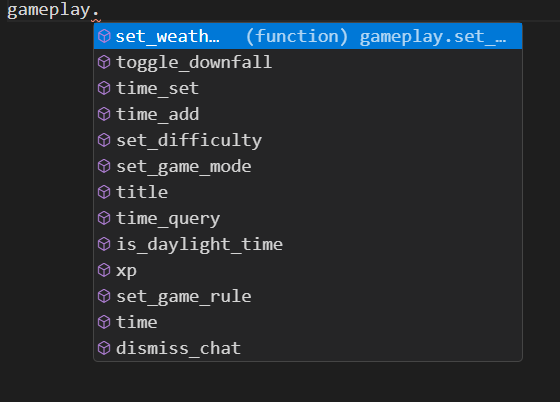 gameplay.
set_weath… (function) gameplay.set_…
toggle_downfall
time_set
time_add
set_difficulty
set_game_mode
title
time_query
is_daylight_time
xp
set_game_rule
time
dismiss_chat